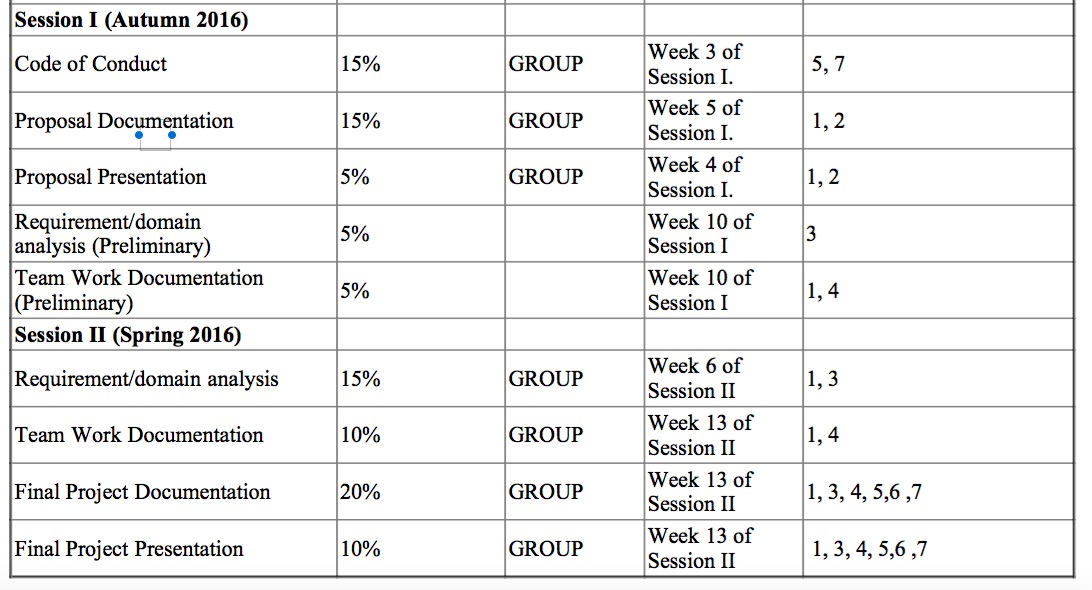 Session I (Autumn 2016)
Code of Conduct 15% GROUP Week 3 of
Session I. 5, 7
Proposal Documentation 15% GROUP Week 5 of
Session I. 1, 2
Proposal Presentation 5% GROUP Week 4 of
Session I. 1, 2
Requirement/domain
analysis (Preliminary) 5% Week 10 of
Session I 3
Team Work Documentation
(Preliminary) 5% Week 10 of
Session I 1, 4
Session II (Spring 2016)
Requirement/domain analysis 15% GROUP Week 6 of
Session II 1, 3
Team Work Documentation 10% GROUP Week 13 of
Session II 1, 4
Final Project Documentation 20% GROUP Week 13 of
Session II 1, 3, 4, 5,6 ,7
Final Project Presentation 10% GROUP Week 13 of
Session II 1, 3, 4, 5,6 ,7